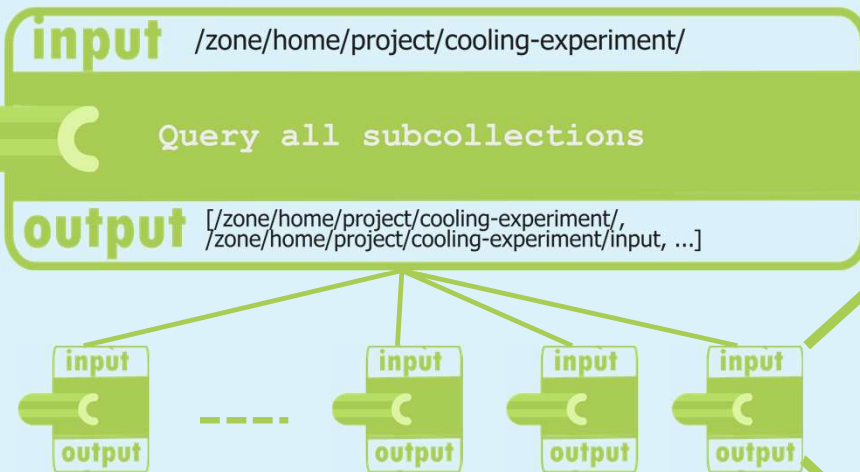 input /zone/home/project/cooling-experiment/
Query all subcollections
output [/zone/home/project/cooling-experiment/,
/zone/home/project/cooling-experiment/input, ...]
input input input input
output output output output